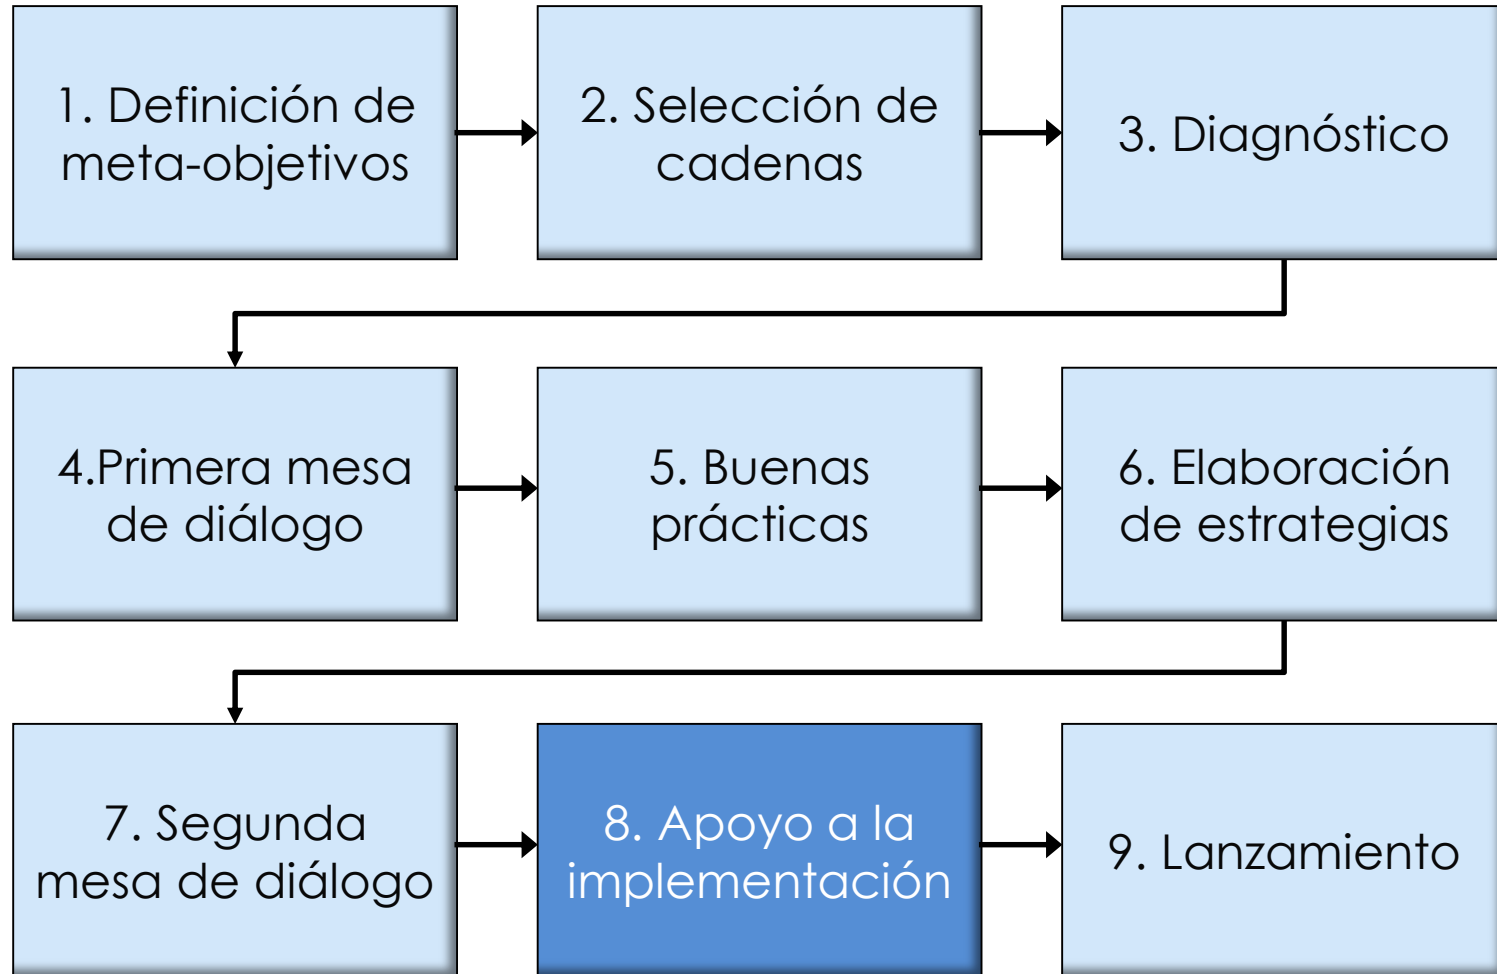 1. Definición de
meta-objetivos
2. Selección de
cadenas
3. Diagnóstico
4.Primera mesa
de diálogo
5. Buenas
prácticas
6. Elaboración
de estrategias
7. Segunda
mesa de diálogo
8. Apoyo a la
implementación
9. Lanzamiento